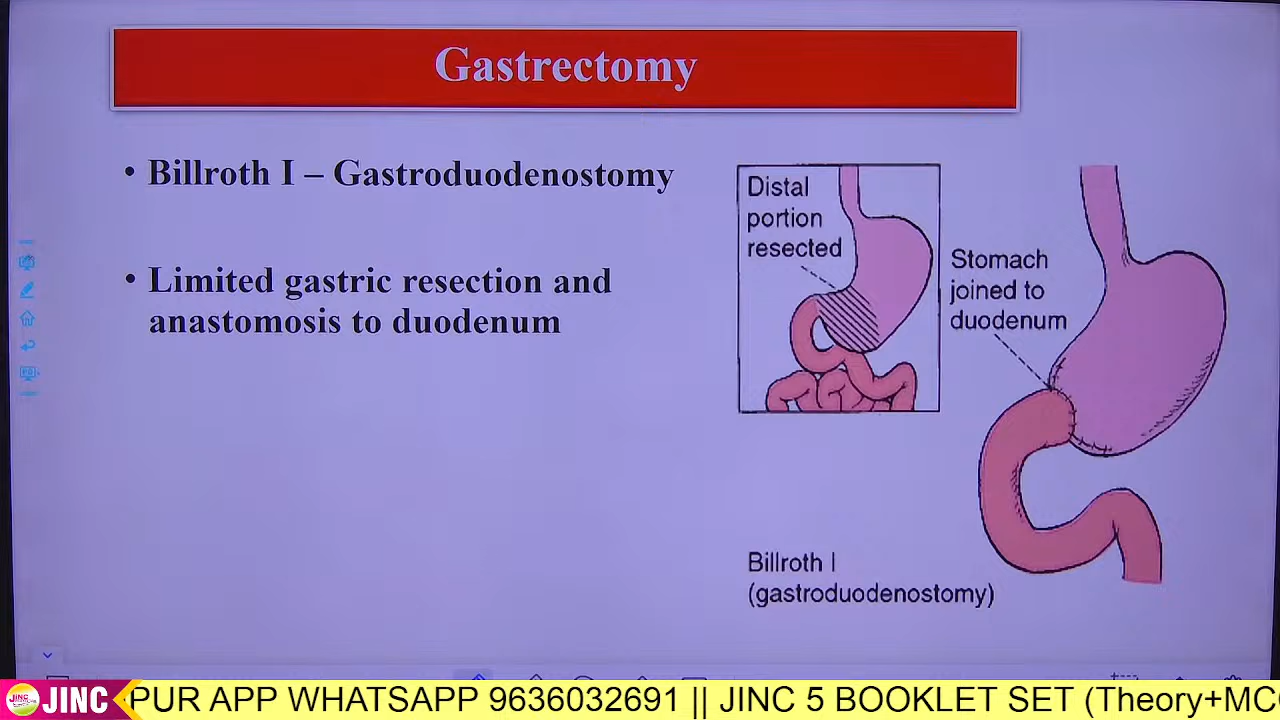 Gastrectomy
• Billroth I – Gastroduodenostomy
• Limited gastric resection and
anastomosis to duodenum
Distal
portion
resected
Stomach
joined to
duodenum
Billroth I
(gastroduodenostomy)
JINC
PUR APP WHATSAPP 9636032691 || JINC 5 BOOKLET SET (Theory+MC